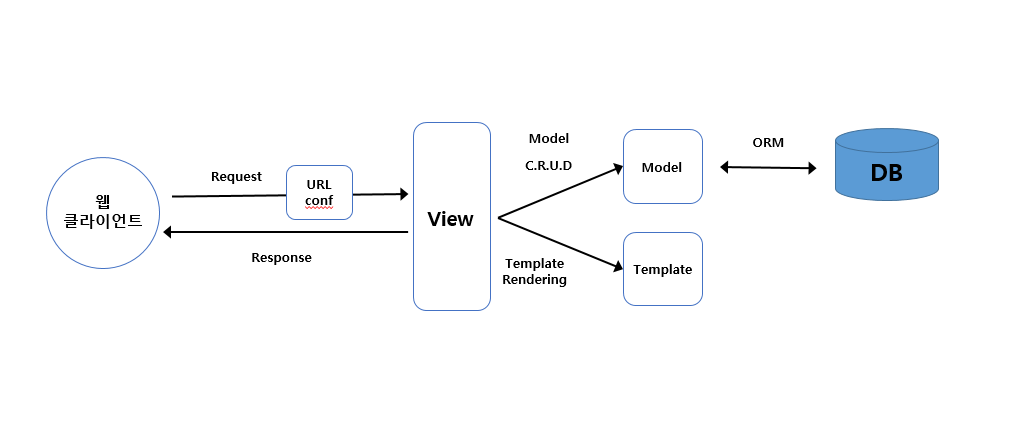 웹
클라이언트
Request
URL
conf
Response
View
Model
C.R.U.D
Template
Rendering
Model
Template
ORM
DB